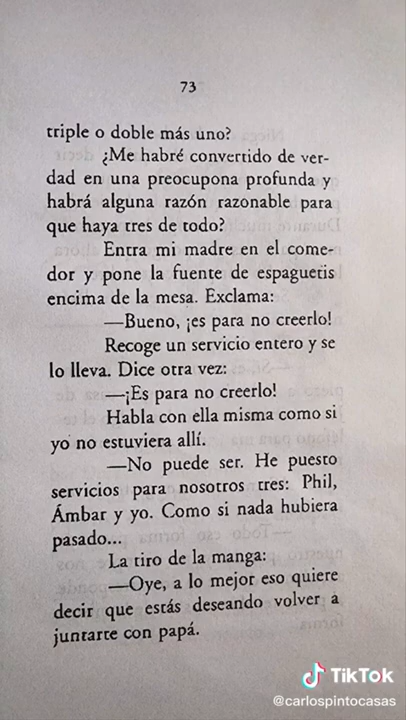 73
triple o doble más uno?
¿Me habré convertido de ver-
dad en una preocupona profunda y
habrá alguna razón razonable para
que haya tres de todo?
Entra mi madre en el come-
dor y pone la fuente de espaguetis
encima de la mesa. Exclama:
—Bueno, ¡es para no creerlo!
Recoge un servicio entero y se
lo lleva. Dice otra vez:
—¡Es para no creerlo!
Habla con ella misma como si
yo no estuviera allí.
—No puede ser. He puesto
servicios para nosotros tres: Phil,
Ámbar y yo. Como si nada hubiera
pasado...
La tiro de la manga:
—Oye, a lo mejor eso quiere
decir que estás deseando volver a
juntarte con papá.
TikTok
@carlospintocasas